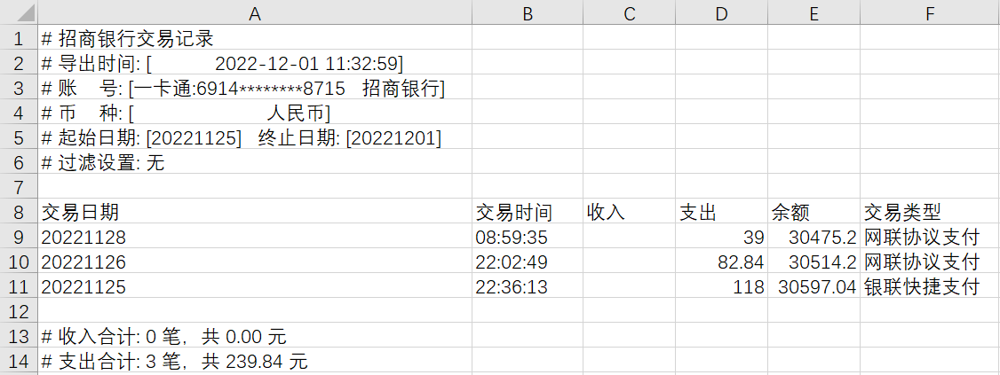 A B C D E F
1 # 招商银行交易记录
2 # 导出时间: [ 2022-12-01 11:32:59]
3 # 账 号: [一卡通:6914********8715 招商银行]
4 # 币 种: [ 人民币]
5 # 起始日期: [20221125] 终止日期: [20221201]
6 # 过滤设置: 无
7
8 交易日期 交易时间 收入 支出 余额 交易类型
9 20221128 08:59:35 39 30475.2 网联协议支付
10 20221126 22:02:49 82.84 30514.2 网联协议支付
11 20221125 22:36:13 118 30597.04 银联快捷支付
12
13 # 收入合计: 0 笔，共 0.00 元
14 # 支出合计: 3 笔，共 239.84 元